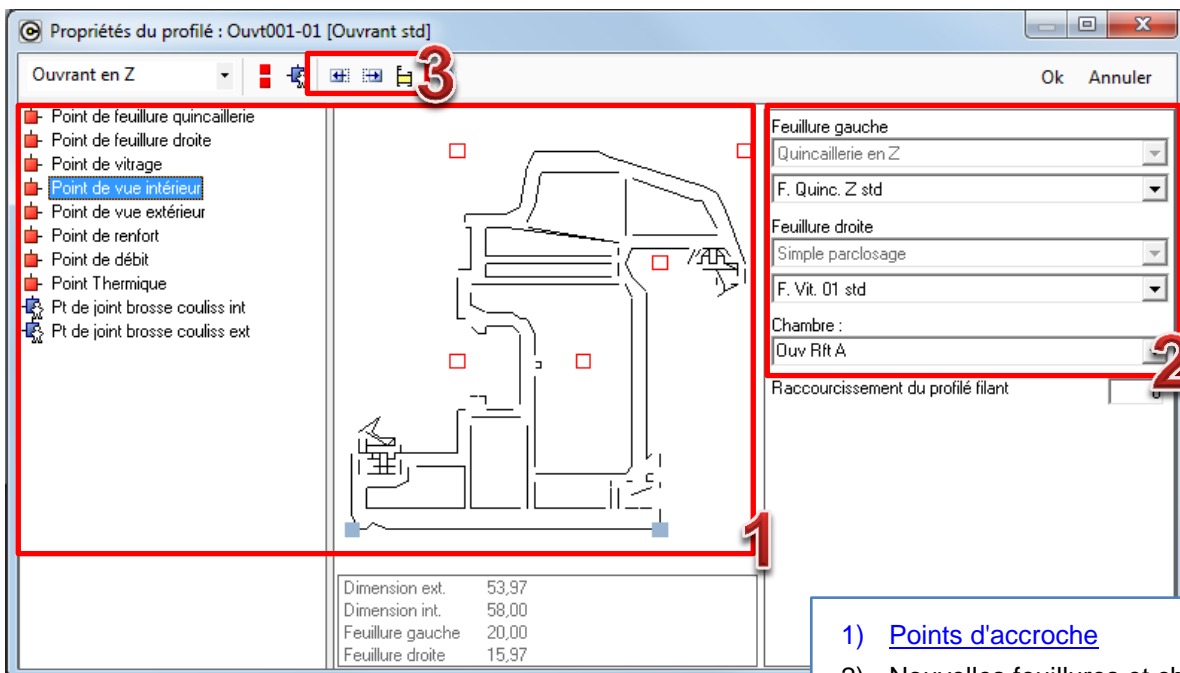 Propriétés du profilé : Ouvt001-01 [Ouvrant std]
Ouvrant en Z
3
Ok Annuler
Point de feuillure quincaillerie
Point de feuillure droite
Point de vitrage
Point de vue intérieur
Point de vue extérieur
Point de renfort
Point de débit
Point Thermique
Pt de joint brosse couliss int
Pt de joint brosse couliss ext
1
Feuillure gauche
Quincaillerie en Z
F. Quinc. Z std
Feuillure droite
Simple parclosage
F. Vit. 01 std
Chambre :
Ouv Rft A
2
Raccourcissement du profilé filant
Dimension ext. 53,97
Dimension int. 58,00
Feuillure gauche 20,00
Feuillure droite 15,97
1) Points d'accroche
2) Nouvelles feuillures et